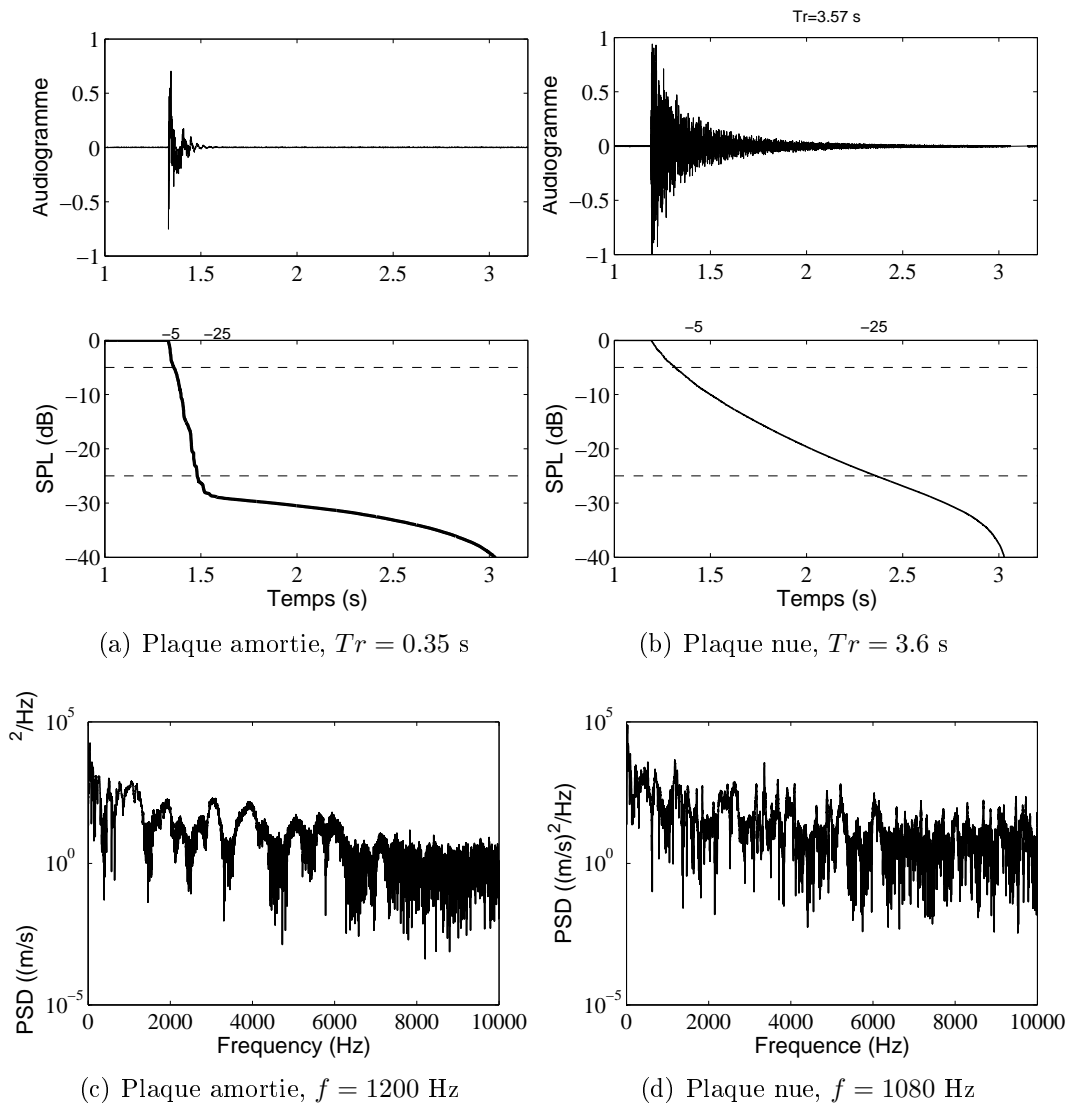 Tr=3.57 s
1
0.5
0
−0.5
−1
Audiogramme
1 1.5 2 2.5 3
1
0.5
0
−0.5
−1
Audiogramme
1 1.5 2 2.5 3
−5 −25
0
−10
−20
−30
−40
SPL (dB)
1 1.5 2 2.5 3
Temps (s)
−5 −25
0
−10
−20
−30
−40
SPL (dB)
1 1.5 2 2.5 3
Temps (s)
(a) Plaque amortie, Tr = 0.35 s
(b) Plaque nue, Tr = 3.6 s
10^5
10^0
10^−5
PSD ((m/s) ^2/Hz)
0 2000 4000 6000 8000 10000
Frequency (Hz)
10^5
10^0
10^−5
PSD ((m/s)^2/Hz)
0 2000 4000 6000 8000 10000
Frequence (Hz)
(c) Plaque amortie, f = 1200 Hz
(d) Plaque nue, f = 1080 Hz